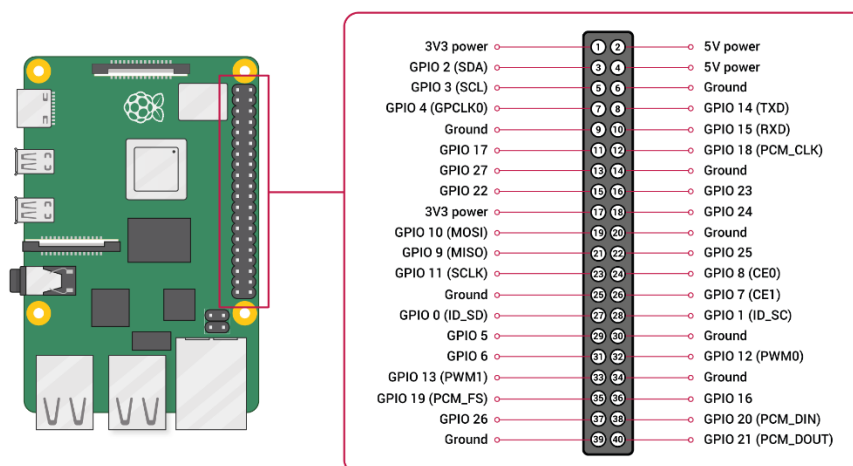 3V3 power 1 2 5V power
GPIO 2 (SDA) 3 4 5V power
GPIO 3 (SCL) 5 6 Ground
GPIO 4 (GPCLK0) 7 8 GPIO 14 (TXD)
Ground 9 10 GPIO 15 (RXD)
GPIO 17 11 12 GPIO 18 (PCM_CLK)
GPIO 27 13 14 Ground
GPIO 22 15 16 GPIO 23
3V3 power 17 18 GPIO 24
GPIO 10 (MOSI) 19 20 Ground
GPIO 9 (MISO) 21 22 GPIO 25
GPIO 11 (SCLK) 23 24 GPIO 8 (CE0)
Ground 25 26 GPIO 7 (CE1)
GPIO 0 (ID_SD) 27 28 GPIO 1 (ID_SC)
GPIO 5 29 30 Ground
GPIO 6 31 32 GPIO 12 (PWM0)
GPIO 13 (PWM1) 33 34 Ground
GPIO 19 (PCM_FS) 35 36 GPIO 16
GPIO 26 37 38 GPIO 20 (PCM_DIN)
Ground 39 40 GPIO 21 (PCM_DOUT)